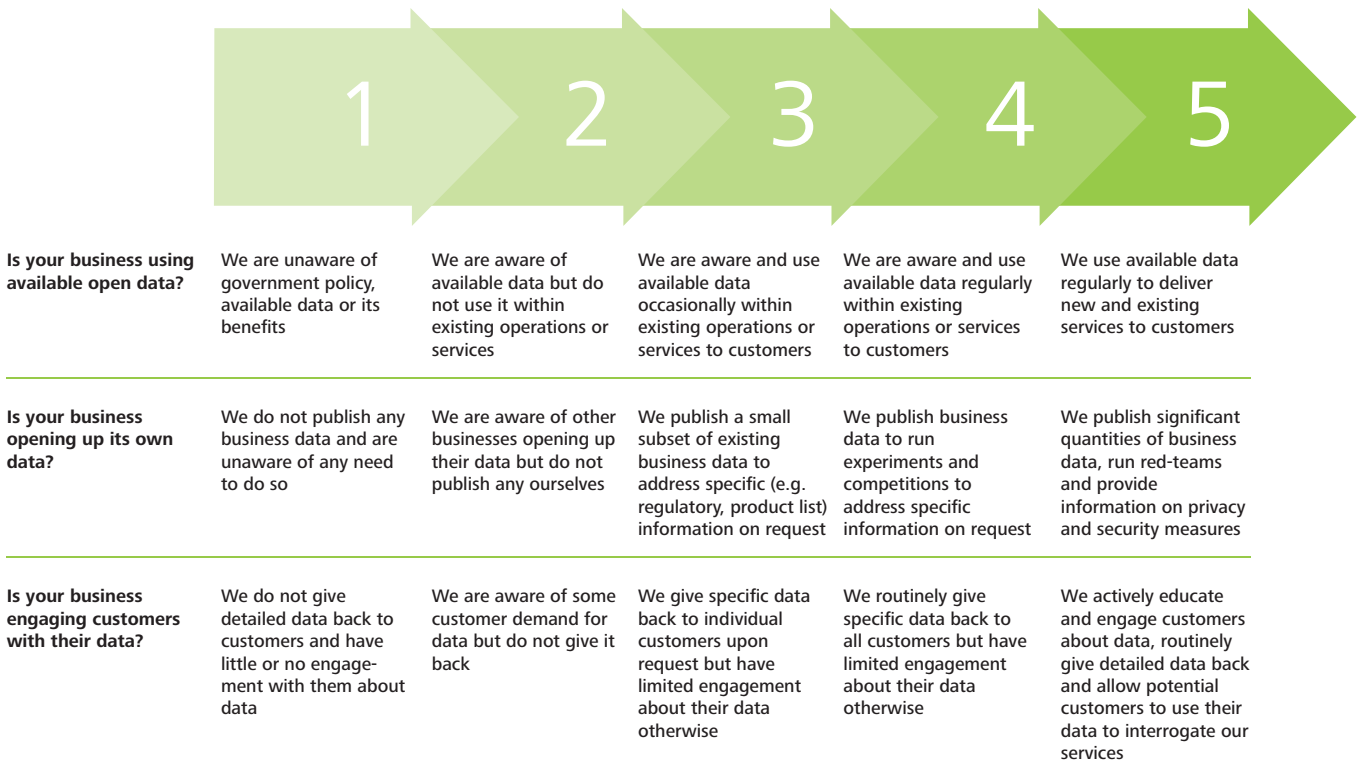 1
2
3
4
5
Is your business using
available open data?
We are unaware of
government policy,
available data or its
benefits
We are aware of
available data but do
not use it within
existing operations or
services
We are aware and use
available data
occasionally within
existing operations or
services to customers
We are aware and use
available data regularly
within existing
operations or services
to customers
We use available data
regularly to deliver
new and existing
services to customers
Is your business
opening up its own
data?
We do not publish any
business data and are
unaware of any need
to do so
We are aware of other
businesses opening up
their data but do not
publish any ourselves
We publish a small
subset of existing
business data to
address specific (e.g.
regulatory, product list)
information on request
We publish business
data to run
experiments and
competitions to
address specific
information on request
We publish significant
quantities of business
data, run red-teams
and provide
information on privacy
and security measures
Is your business
engaging customers
with their data?
We do not give
detailed data back to
customers and have
little or no engage-
ment with them about
data
We are aware of some
customer demand for
data but do not give it
back
We give specific data
back to individual
customers upon
request but have
limited engagement
about their data
otherwise
We routinely give
specific data back to
all customers but have
limited engagement
about their data
otherwise
We actively educate
and engage customers
about data, routinely
give detailed data back
and allow potential
customers to use their
data to interrogate our
services